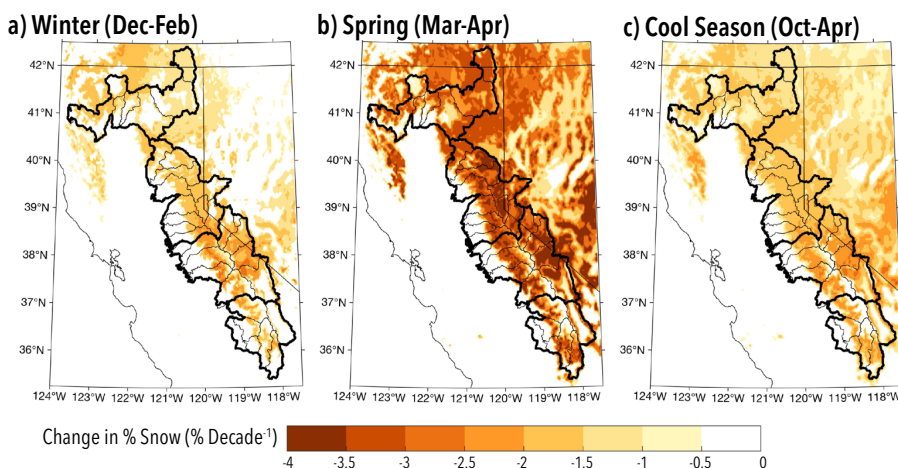 a) Winter (Dec-Feb)
b) Spring (Mar-Apr)
c) Cool Season (Oct-Apr)
42°N
41°N
40°N
39°N
38°N
37°N
36°N
124°W 123°W 122°W 121°W 120°W 119°W 118°W
42°N
41°N
40°N
39°N
38°N
37°N
36°N
124°W 123°W 122°W 121°W 120°W 119°W 118°W
42°N
41°N
40°N
39°N
38°N
37°N
36°N
124°W 123°W 122°W 121°W 120°W 119°W 118°W
Change in % Snow (% Decade⁻¹)
-4 -3.5 -3 -2.5 -2 -1.5 -1 -0.5 0